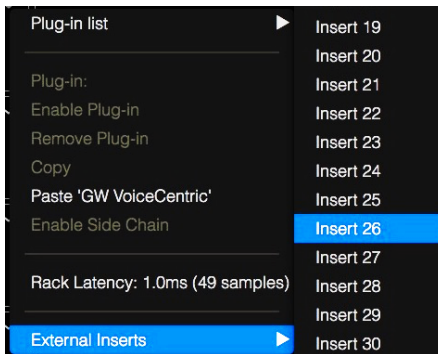 Plug-in list
Plug-in:
Enable Plug-in
Remove Plug-in
Copy
Paste 'GW VoiceCentric'
Enable Side Chain
Rack Latency: 1.0ms (49 samples)
External Inserts
Insert 19
Insert 20
Insert 21
Insert 22
Insert 23
Insert 24
Insert 25
Insert 26
Insert 27
Insert 28
Insert 29
Insert 30